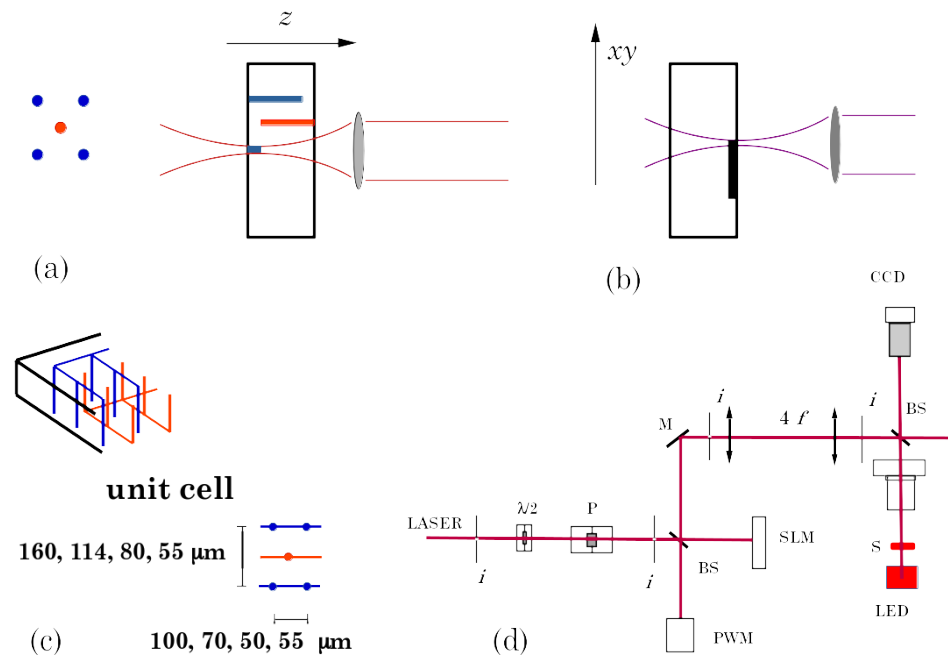 z
xy
(a)
(b)
CCD
i
BS
M
4 f
i
unit cell
λ/2
P
LASER
SLM
S
160, 114, 80, 55 μm
i
i
BS
LED
100, 70, 50, 55 μm
(c)
PWM
(d)